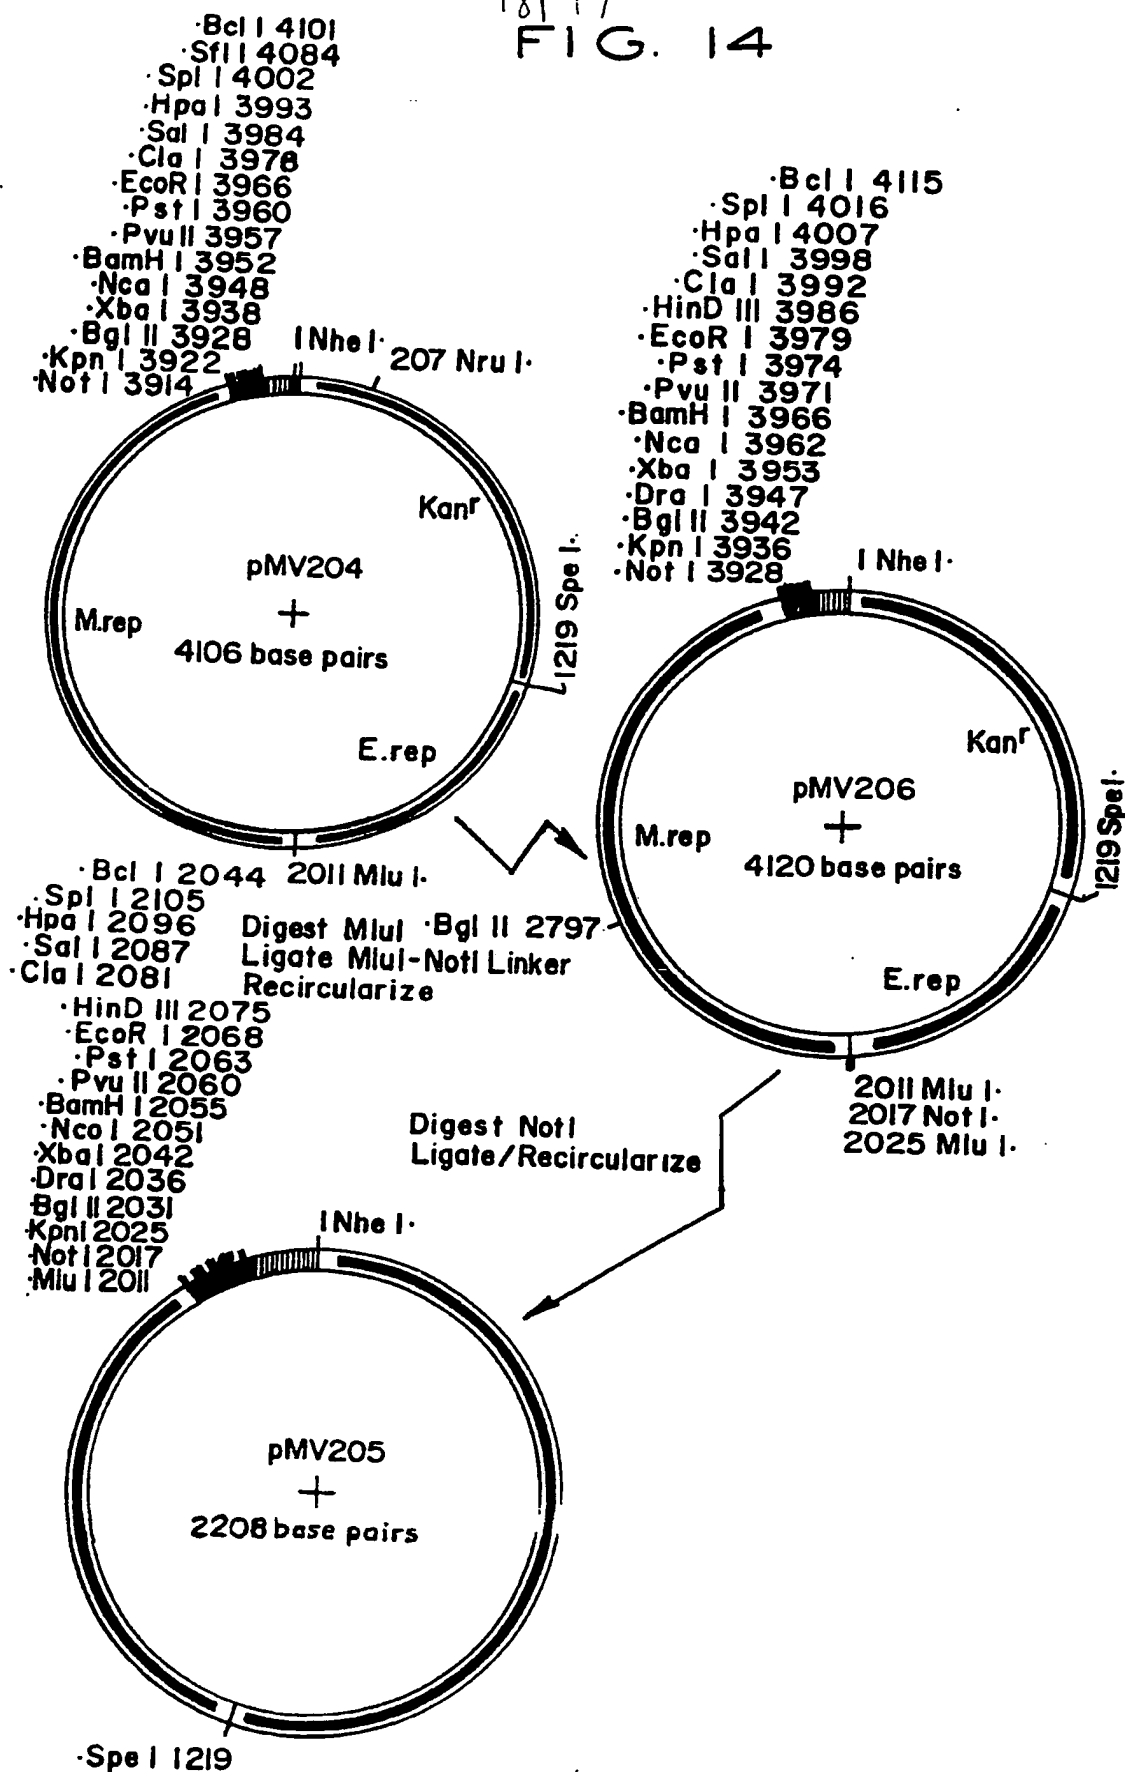 FIG. 14
·Bcl I 4101
·SfI I 4084
·Spl I 4002
·Hpa I 3993
·Sal I 3984
·Cla I 3978
·EcoR I 3966
·Pst I 3960
·Pvu II 3957
·BamH I 3952
·Nca I 3948
·Xba I 3938
·Bgl II 3928
·Kpn I 3922
·Not I 3914
1 Nhe I·
207 Nru I·
Kanʳ
1219 Spe I·
pMV204
+
4106 base pairs
M.rep
E.rep
2011 Mlu I·
·Bcl I 4115
·Spl I 4016
·Hpa I 4007
·Sal I 3998
·Cla I 3992
·HinD III 3986
·EcoR I 3979
·Pst I 3974
·Pvu II 3971
·BamH I 3966
·Nca I 3962
·Xba I 3953
·Dra I 3947
·Bgl II 3942
·Kpn I 3936
·Not I 3928
1 Nhe I·
Kanʳ
1219 Spe I·
pMV206
+
4120 base pairs
M.rep
E.rep
·Bgl II 2797
2011 Mlu I·
2017 Not I·
2025 Mlu I·
Digest MluI
Ligate MluI-NotI Linker
Recircularize
Digest NotI
Ligate/Recircularize
·Bcl I 2044
·Spl I 2105
·Hpa I 2096
·Sal I 2087
·Cla I 2081
·HinD III 2075
·EcoR I 2068
·Pst I 2063
·Pvu II 2060
·BamH I 2055
·Nco I 2051
·Xba I 2042
·Dra I 2036
·Bgl II 2031
·Kpn I 2025
·Not I 2017
·Mlu I 2011
1 Nhe I·
pMV205
+
2208 base pairs
·Spe I 1219